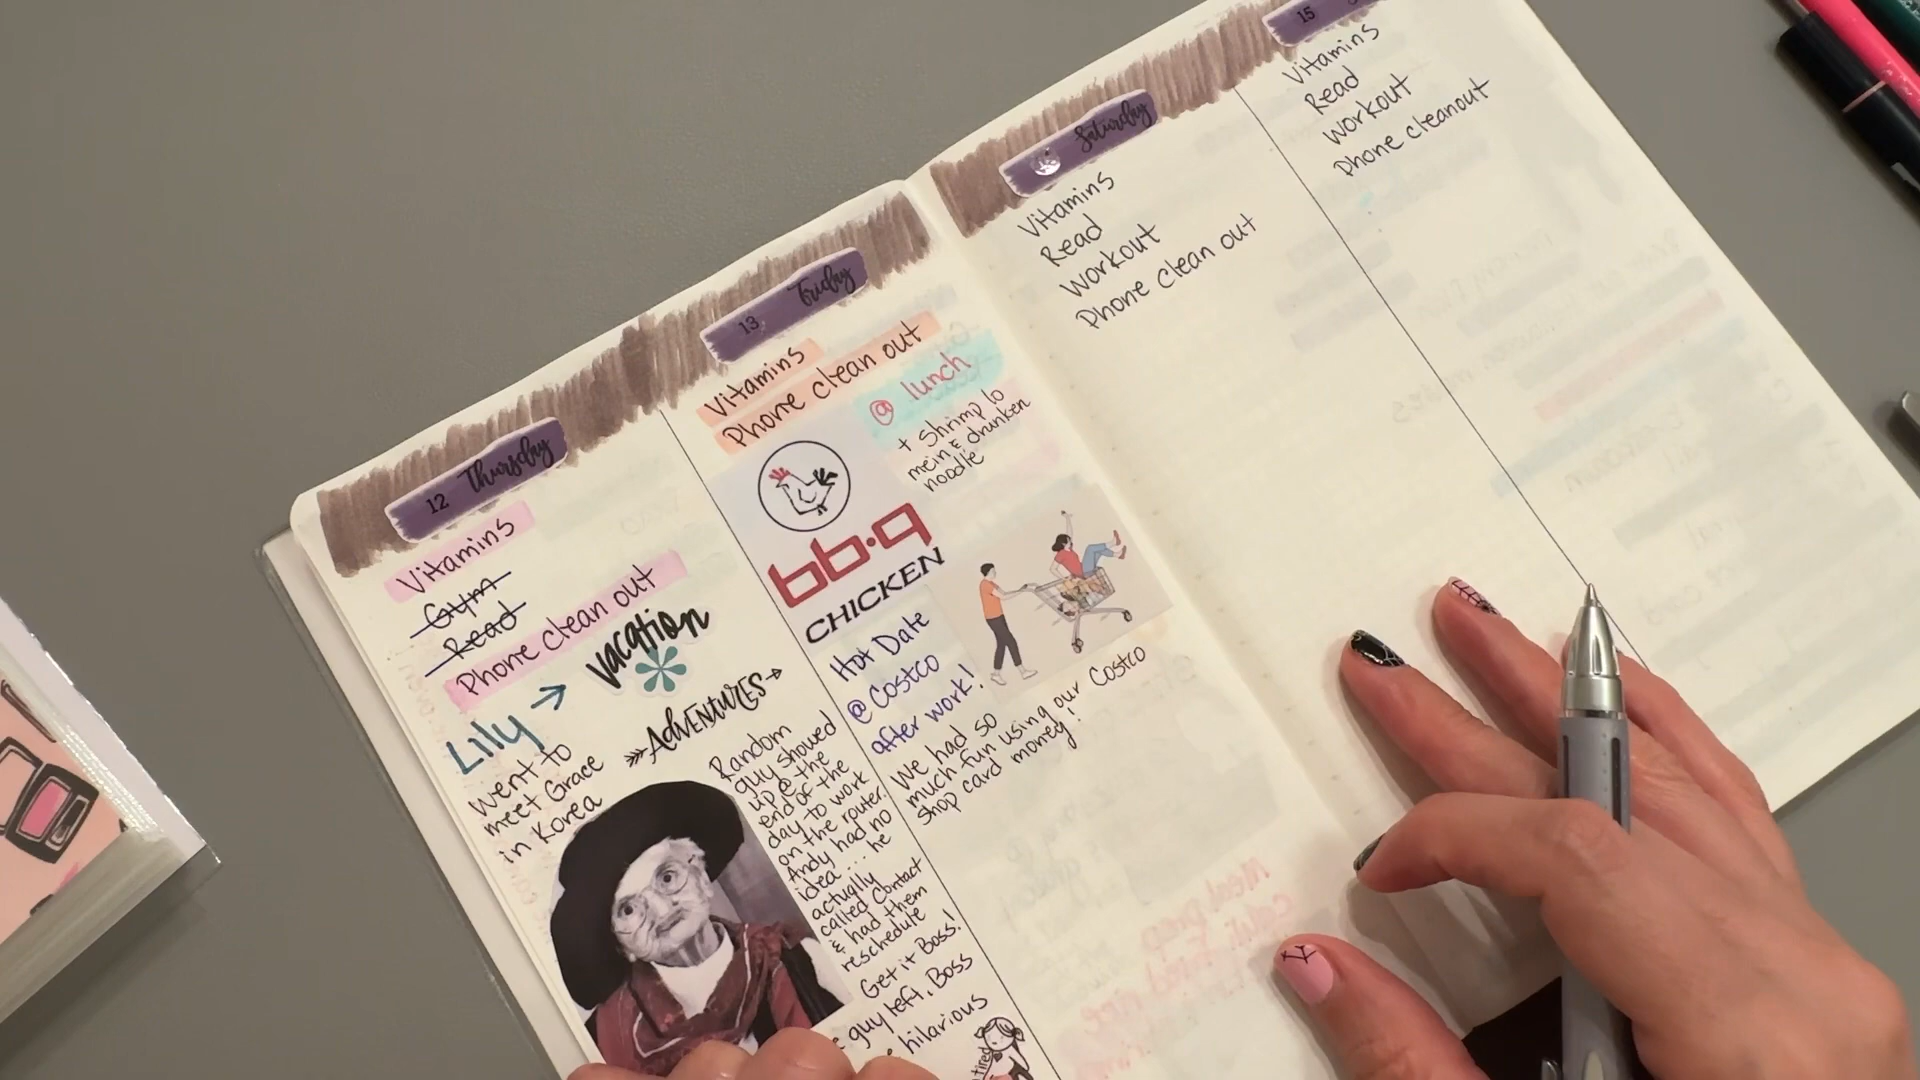 12 Thursday
Vitamins
Gym
Read
Phone clean out
Lily → vacation
went to
meet Grace
in Korea
ADVENTURES
Random
guy showed
up @ the
end of the
day to work
on the router.
Andy had no
idea... he
actually
called Contact
& had them
reschedule
Get it Boss!
guy left. Boss
hilarious
tired
13 Friday
Vitamins
Phone clean out
@ lunch
+ Shrimp lo
mein & drunken
noodle
bb.q
CHICKEN
Hot Date
@ Costco
after work!
We had so
much fun using our Costco
shop card money!
Saturday
Vitamins
Read
Workout
Phone clean out
15
Vitamins
Read
Workout
Phone cleanout